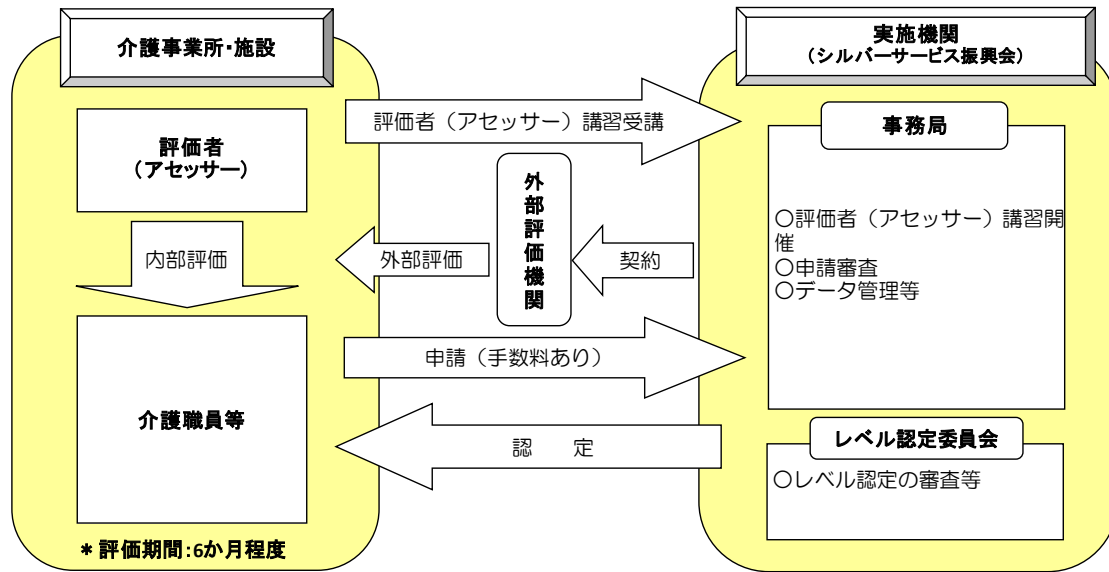 介護事業所・施設
評価者
（アセッサー）
内部評価
介護職員等
＊評価期間：6か月程度
評価者（アセッサー）講習受講
外部評価機関
外部評価
契約
申請（手数料あり）
認　定
実施機関
（シルバーサービス振興会）
事務局
○評価者（アセッサー）講習開
催
○申請審査
○データ管理等
レベル認定委員会
○レベル認定の審査等